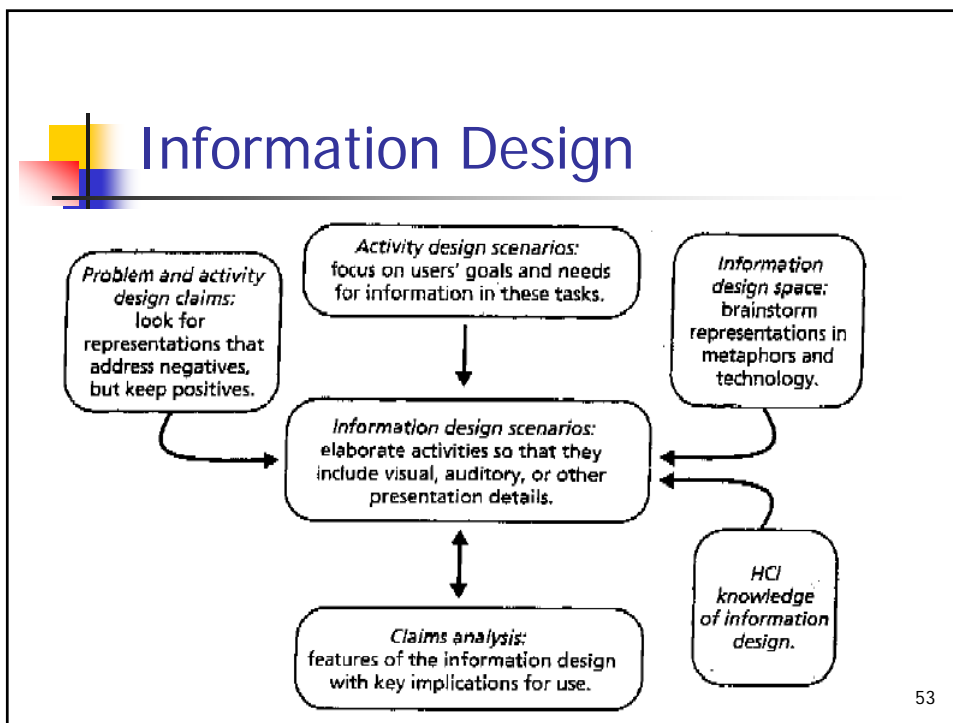 Information Design
Problem and activity
design claims:
look for
representations that
address negatives,
but keep positives.
Activity design scenarios:
focus on users' goals and needs
for information in these tasks.
Information
design space:
brainstorm
representations in
metaphors and
technology.
Information design scenarios:
elaborate activities so that they
include visual, auditory, or other
presentation details.
HCI
knowledge
of information
design.
Claims analysis:
features of the information design
with key implications for use.
53